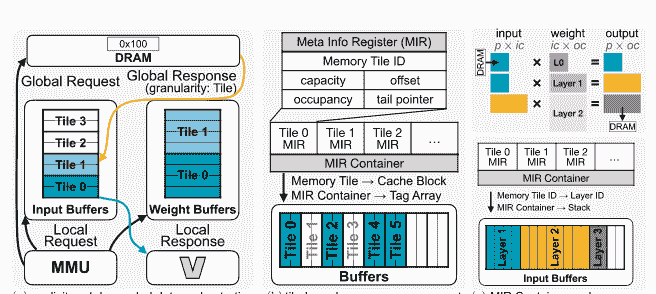 0x100
DRAM
Global Request
Global Response
(granularity: Tile)
Tile 3
Tile 2
Tile 1
Tile 0
Input Buffers
Tile 1
Tile 0
Weight Buffers
Local
Request
Local
Response
MMU
V
Meta Info Register (MIR)
Memory Tile ID
capacity offset
occupancy tail pointer
Tile 0 MIR
Tile 1 MIR
Tile 2 MIR
...
MIR Container
Memory Tile → Cache Block
MIR Container → Tag Array
Tile 0
Tile 1
Tile 2
Tile 3
Tile 4
Tile 5
Buffers
input weight output
p × ic ic × oc p × oc
DRAM
× L0 =
× Layer 1 =
× Layer 2 =
DRAM
Tile 0 MIR
Tile 1 MIR
Tile 2 MIR
...
MIR Container
Memory Tile ID → Layer ID
MIR Container → Stack
Layer 1
Layer 2
Layer 3
Input Buffers